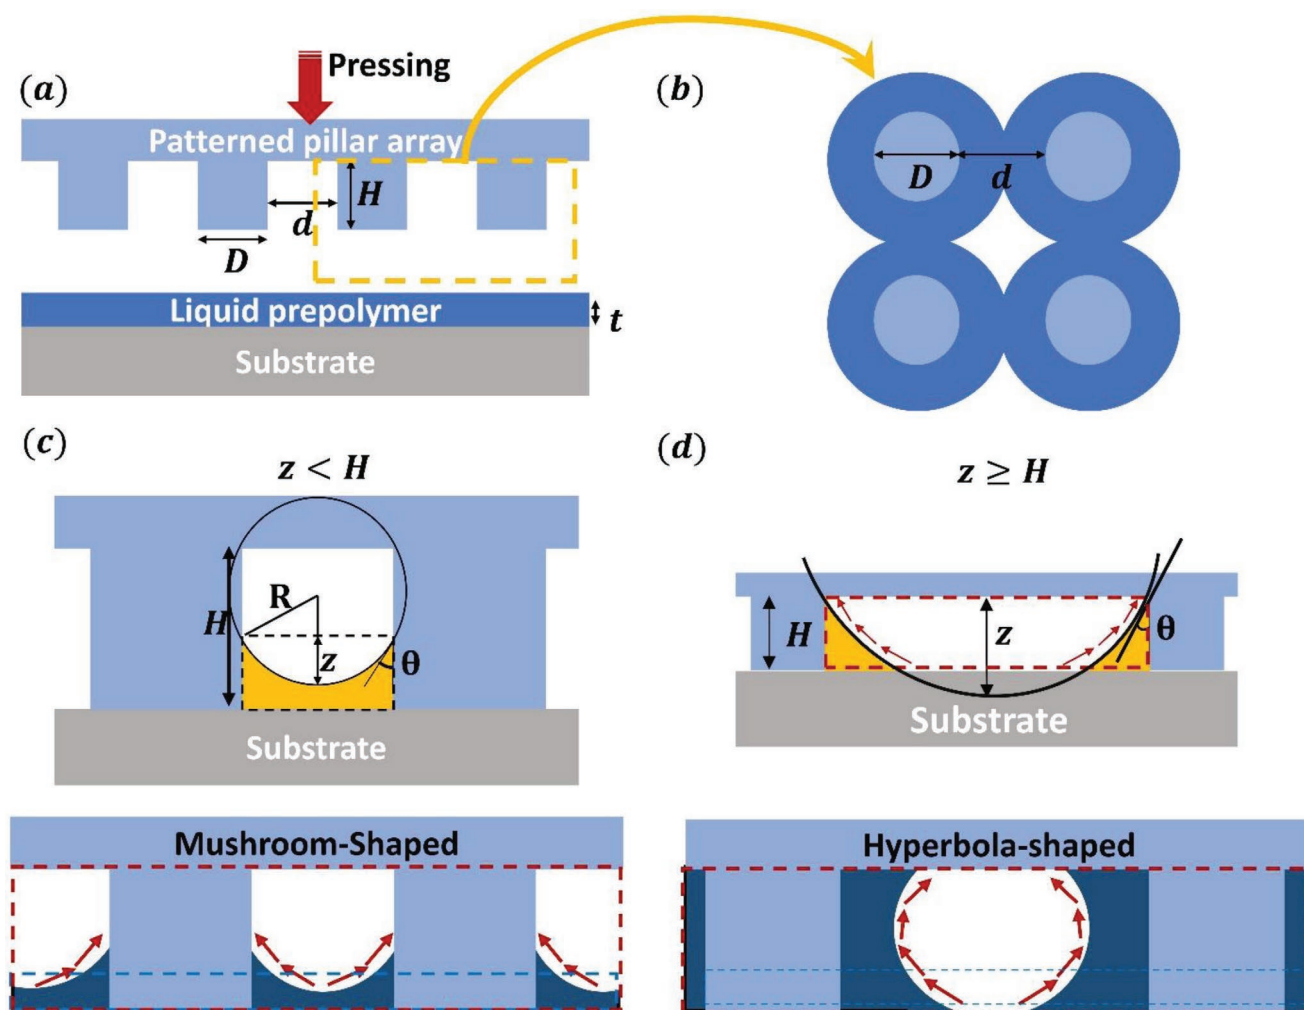 (a)
Pressing
Patterned pillar array
H
d
D
Liquid prepolymer
t
Substrate
(b)
D
d
(c)
z < H
R
H
z
θ
Substrate
(d)
z ≥ H
H
z
θ
Substrate
Mushroom-Shaped
Hyperbola-shaped